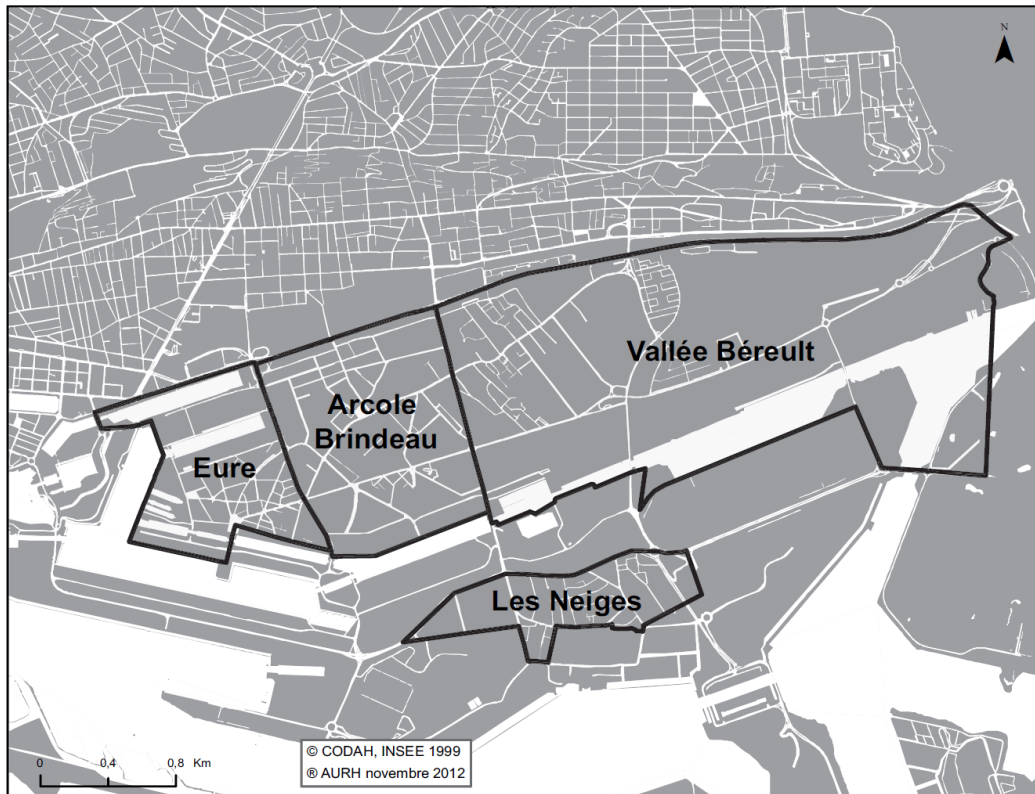 N
Vallée Béreult
Arcole
Brindeau
Eure
Les Neiges
© CODAH, INSEE 1999
® AURH novembre 2012
0 0,4 0,8 Km